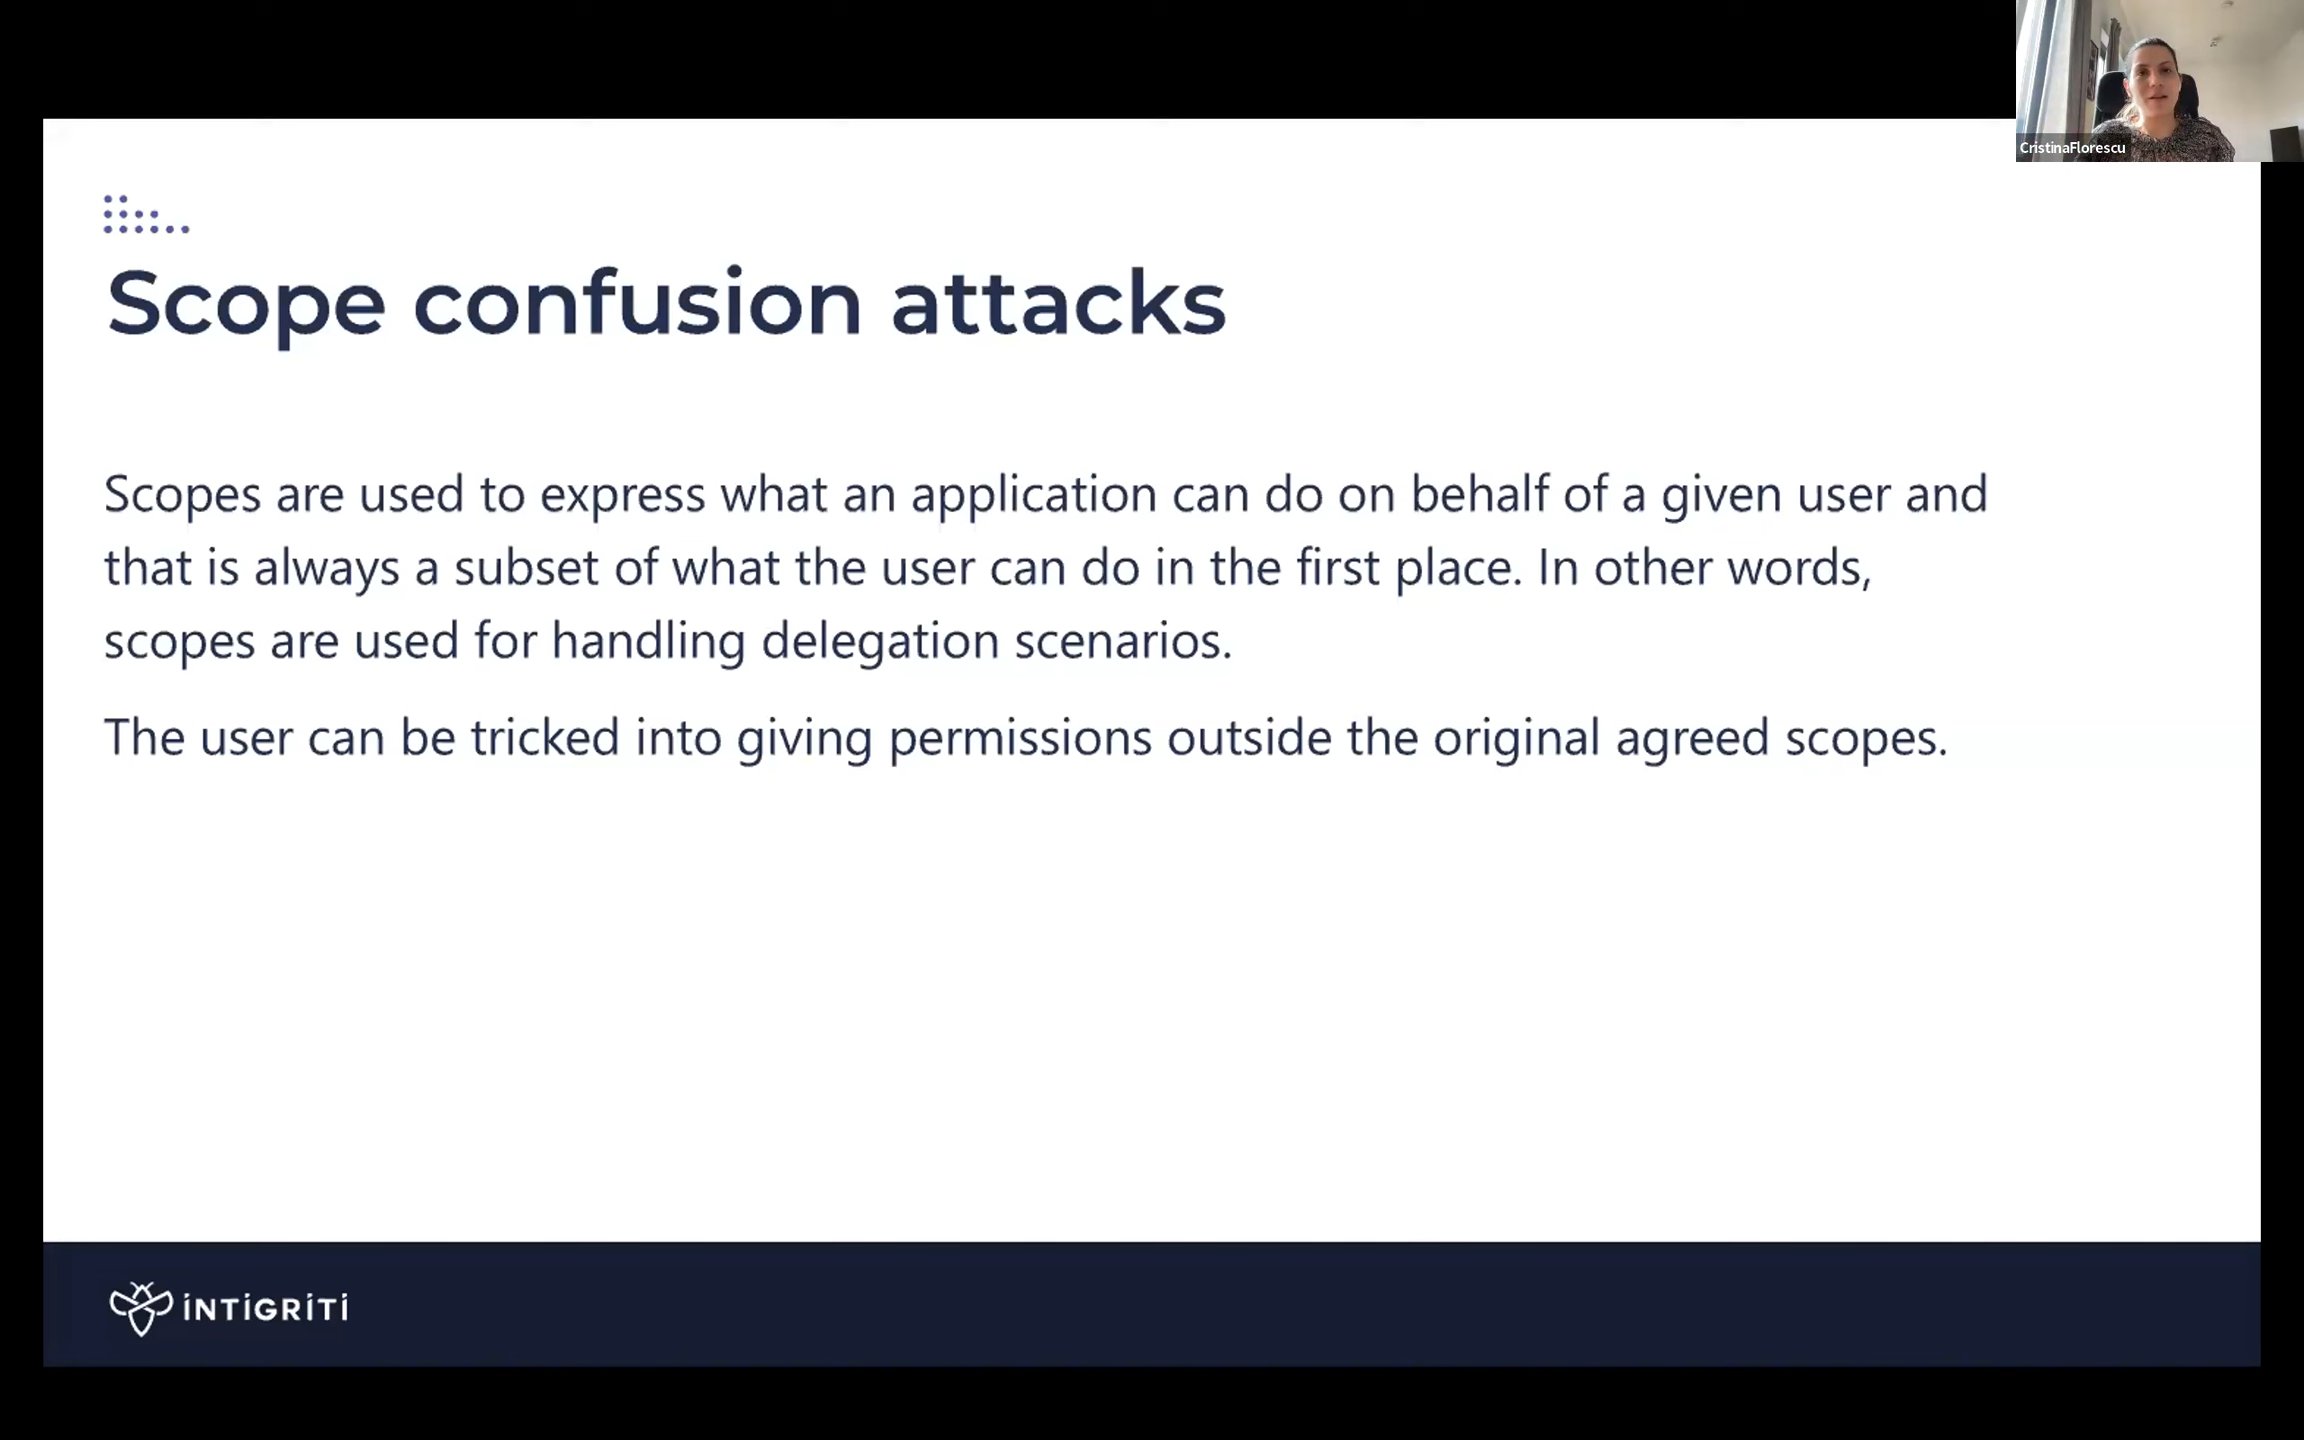 CristinaFlorescu
Scope confusion attacks
Scopes are used to express what an application can do on behalf of a given user and
that is always a subset of what the user can do in the first place. In other words,
scopes are used for handling delegation scenarios.
The user can be tricked into giving permissions outside the original agreed scopes.
INTIGRITI